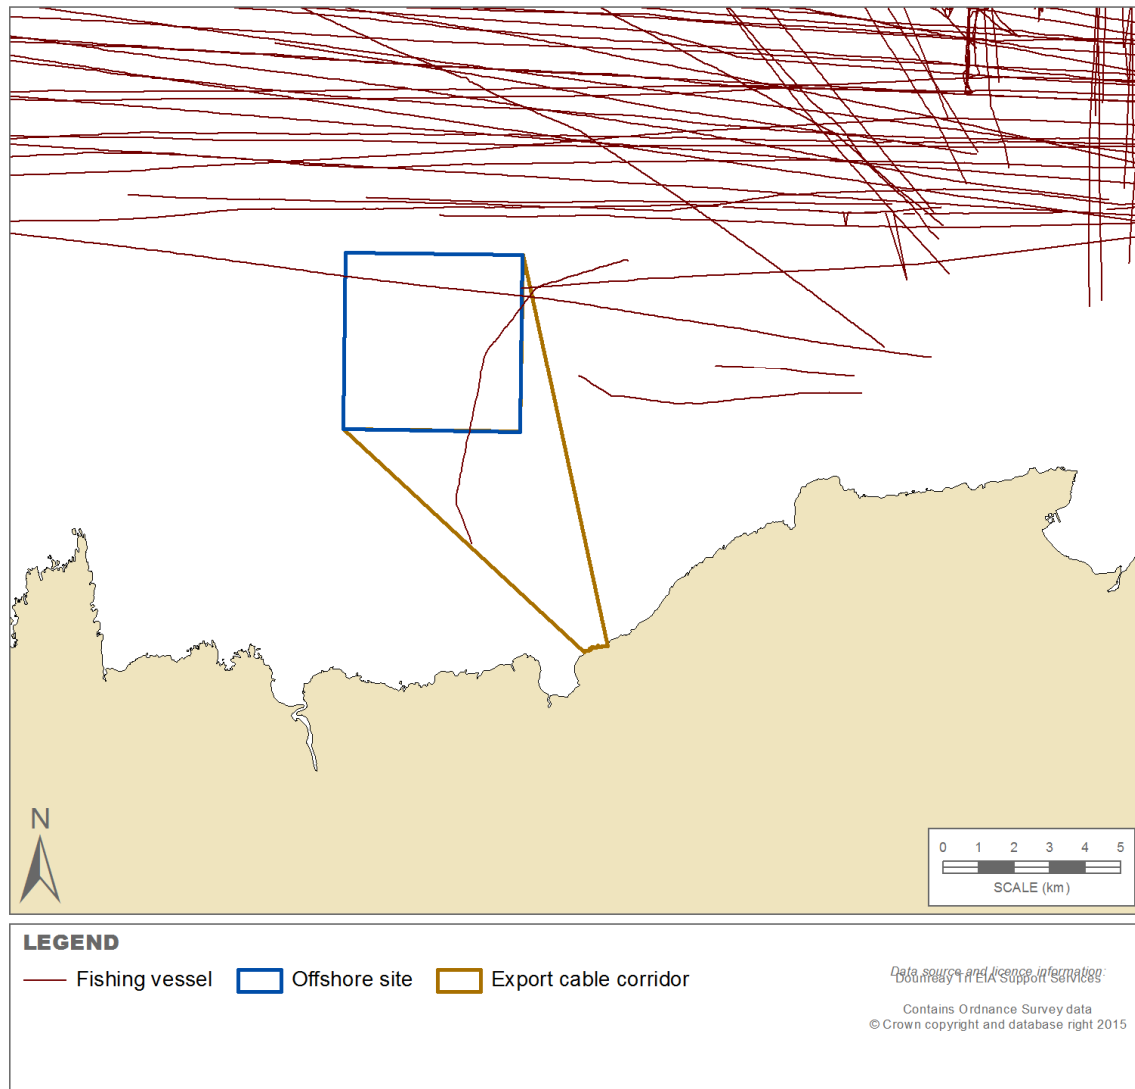 N
0 1 2 3 4 5
SCALE (km)
LEGEND
Fishing vessel
Offshore site
Export cable corridor
Data source and licence information:
Dounreay Tri EIA Support Services
Contains Ordnance Survey data
© Crown copyright and database right 2015